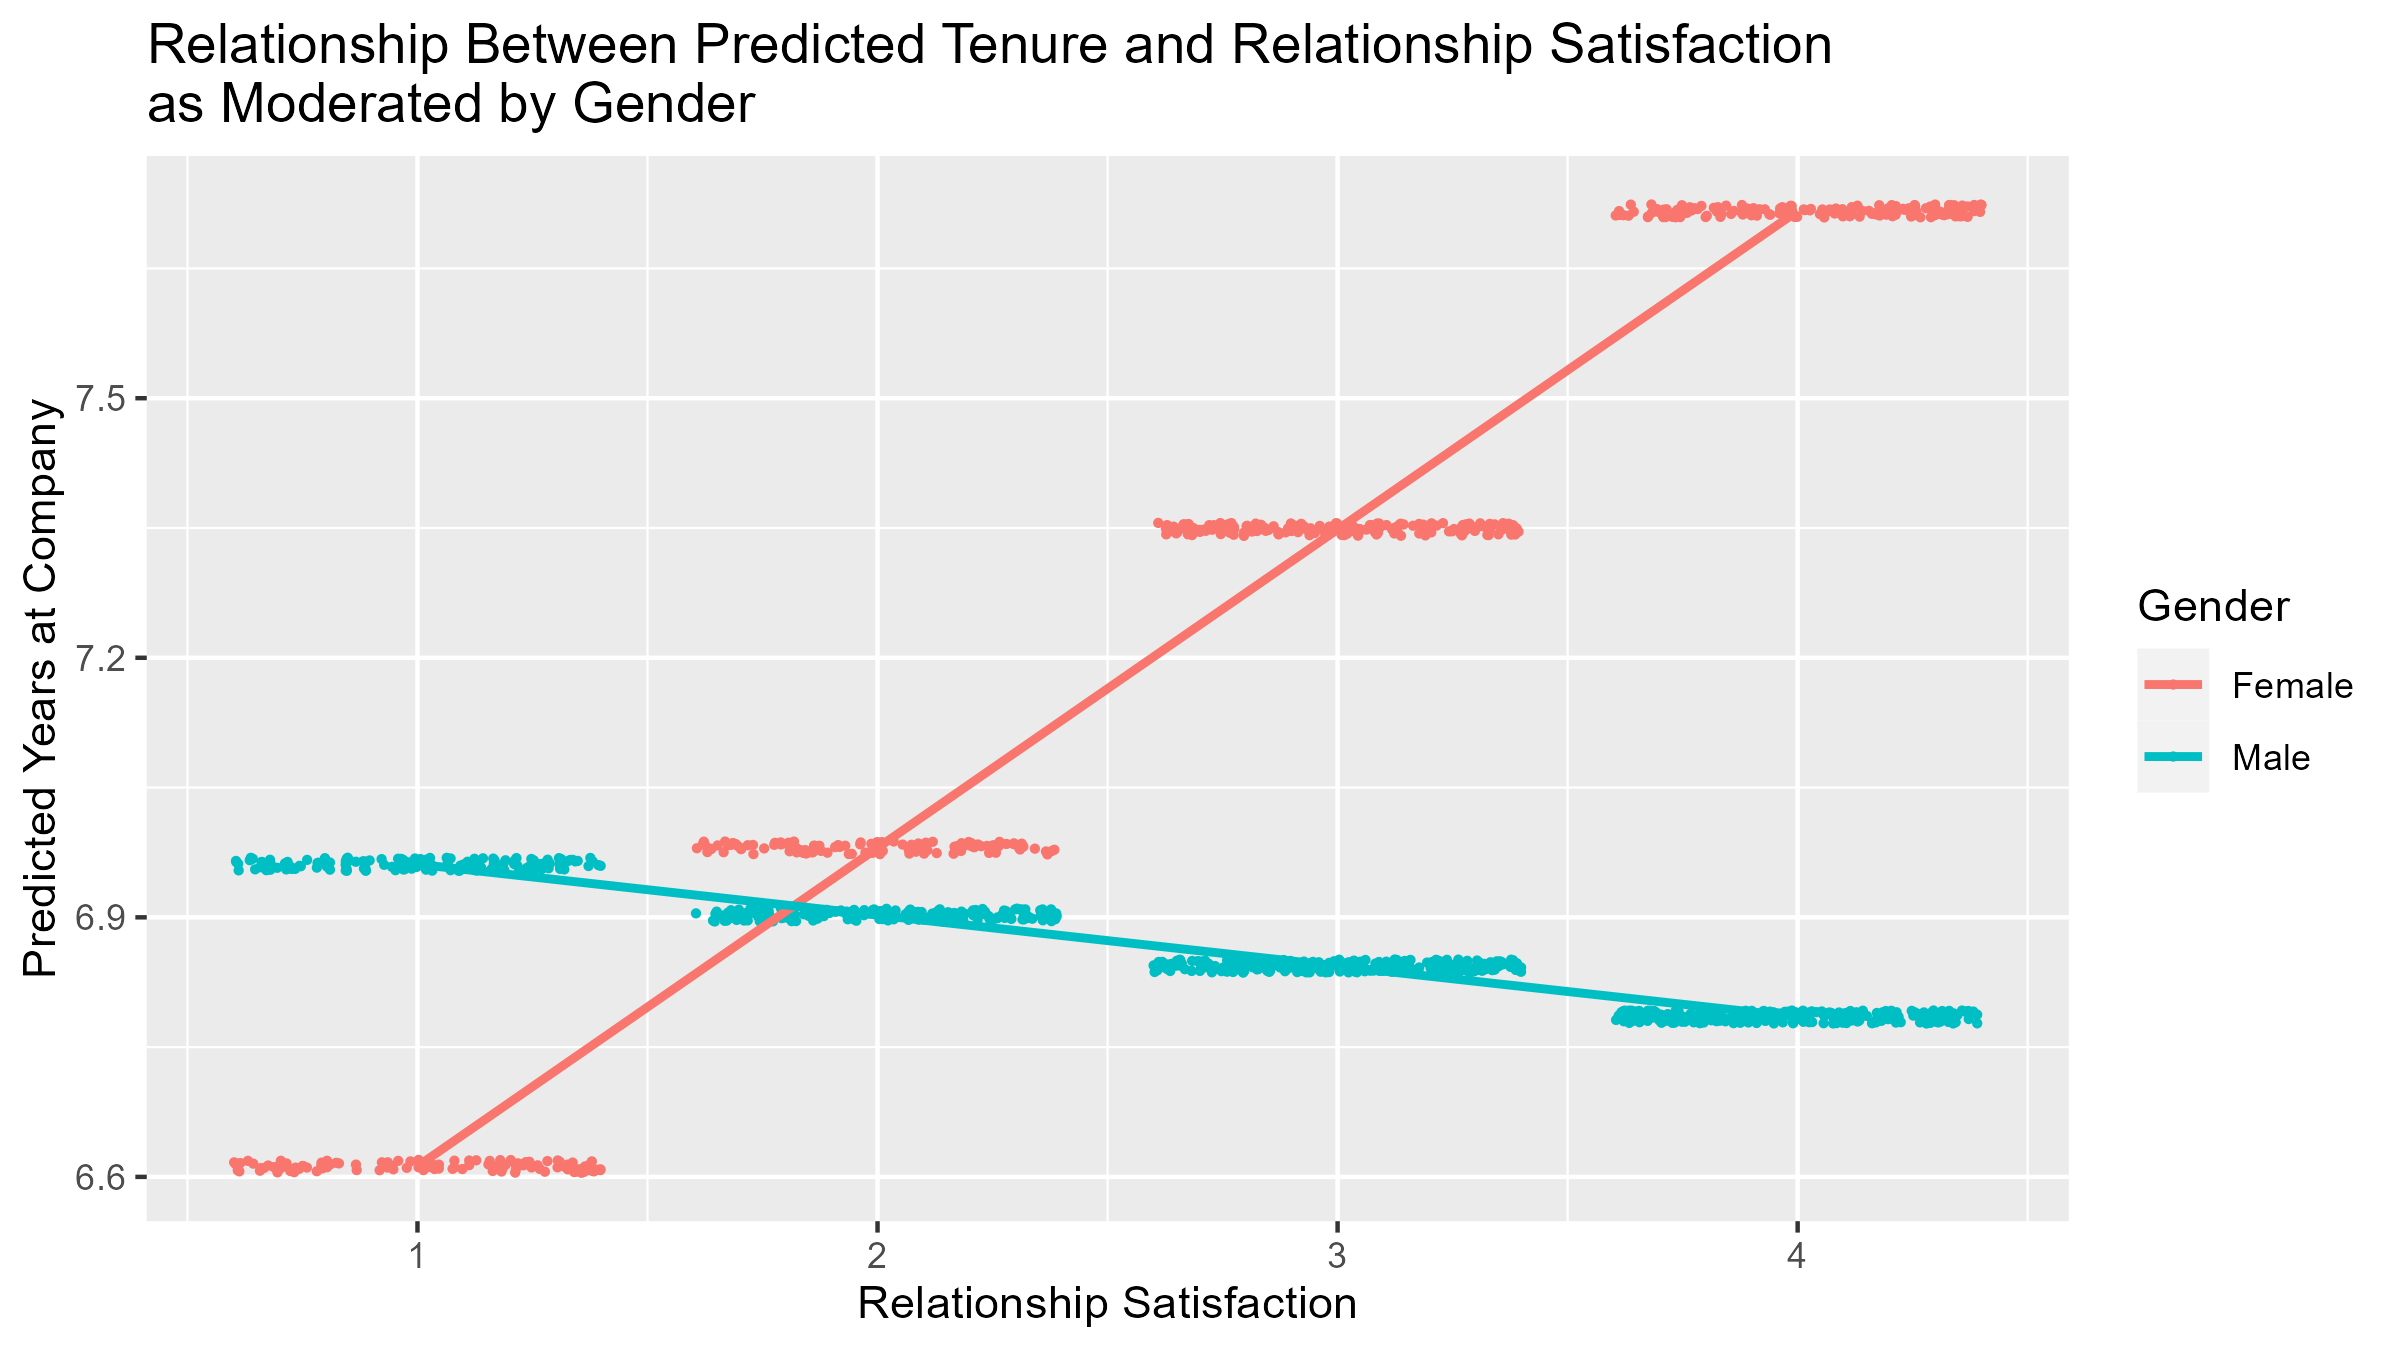 Relationship Between Predicted Tenure and Relationship Satisfaction
as Moderated by Gender
Predicted Years at Company
7.5
7.2
6.9
6.6
1
2
3
4
Relationship Satisfaction
Gender
Female
Male